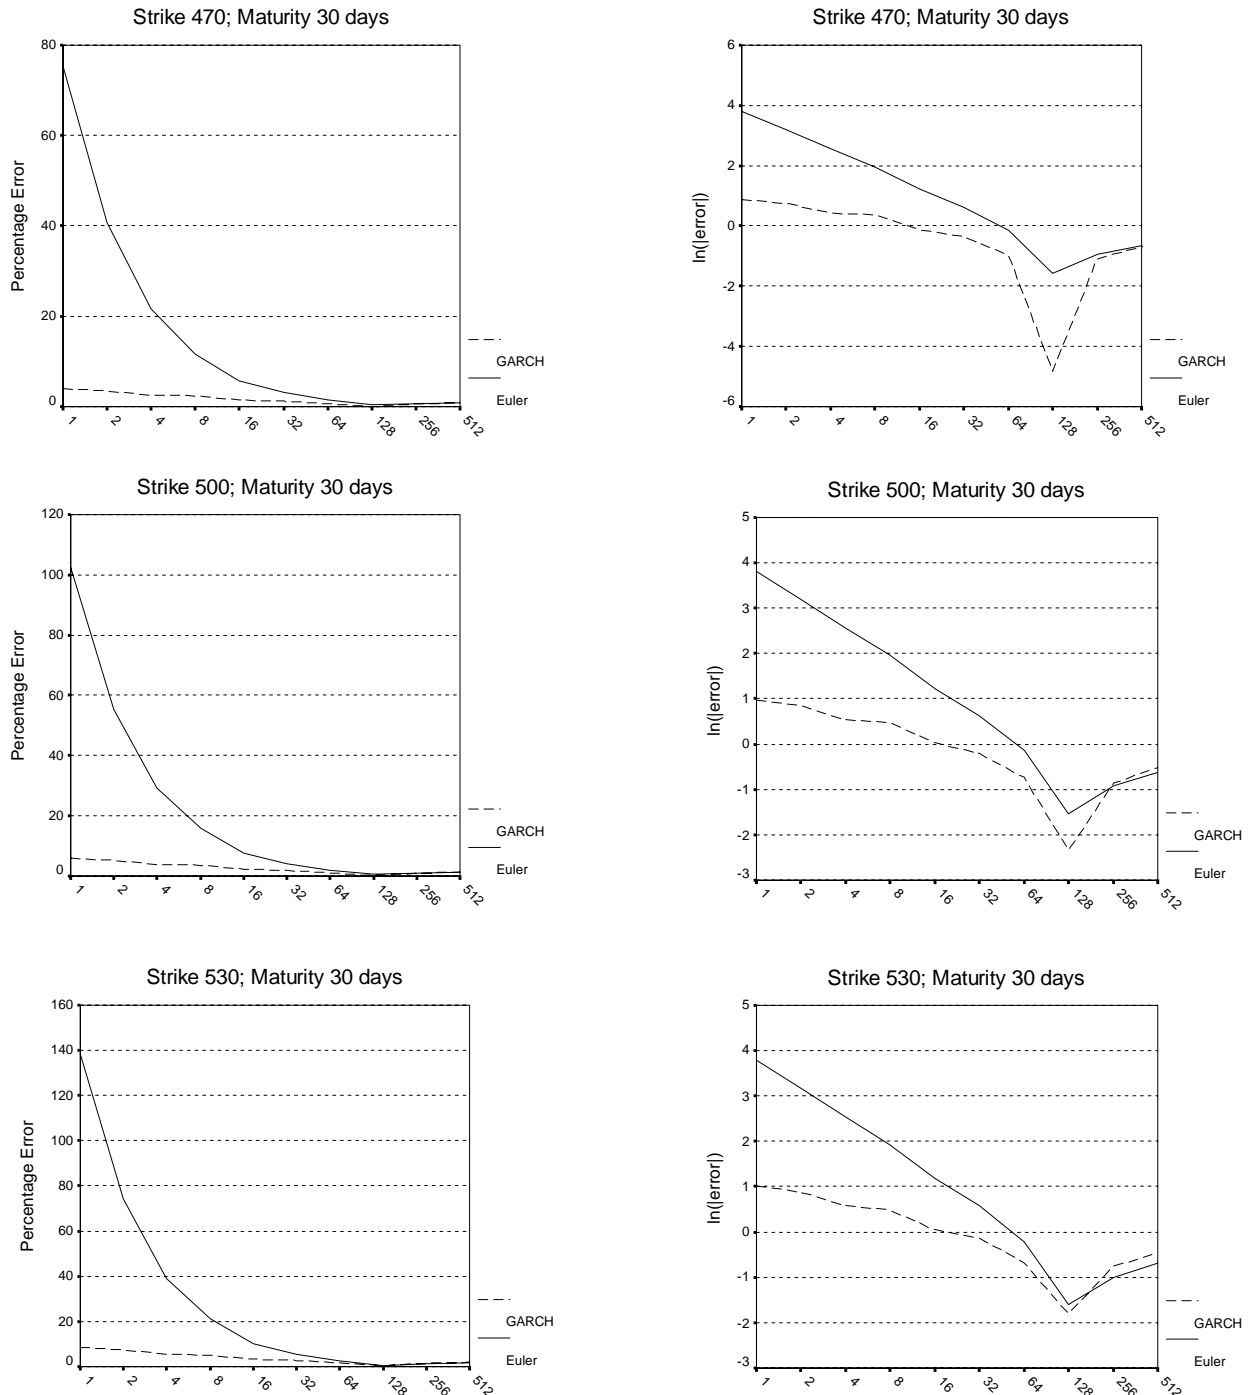 Strike 470; Maturity 30 days
Percentage Error
80
60
40
20
0
1 2 4 8 16 32 64 128 256 512
GARCH
Euler
Strike 470; Maturity 30 days
ln(|error|)
6
4
2
0
-2
-4
-6
1 2 4 8 16 32 64 128 256 512
GARCH
Euler
Strike 500; Maturity 30 days
Percentage Error
120
100
80
60
40
20
0
1 2 4 8 16 32 64 128 256 512
GARCH
Euler
Strike 500; Maturity 30 days
ln(|error|)
5
4
3
2
1
0
-1
-2
-3
1 2 4 8 16 32 64 128 256 512
GARCH
Euler
Strike 530; Maturity 30 days
Percentage Error
160
140
120
100
80
60
40
20
0
1 2 4 8 16 32 64 128 256 512
GARCH
Euler
Strike 530; Maturity 30 days
ln(|error|)
5
4
3
2
1
0
-1
-2
-3
1 2 4 8 16 32 64 128 256 512
GARCH
Euler